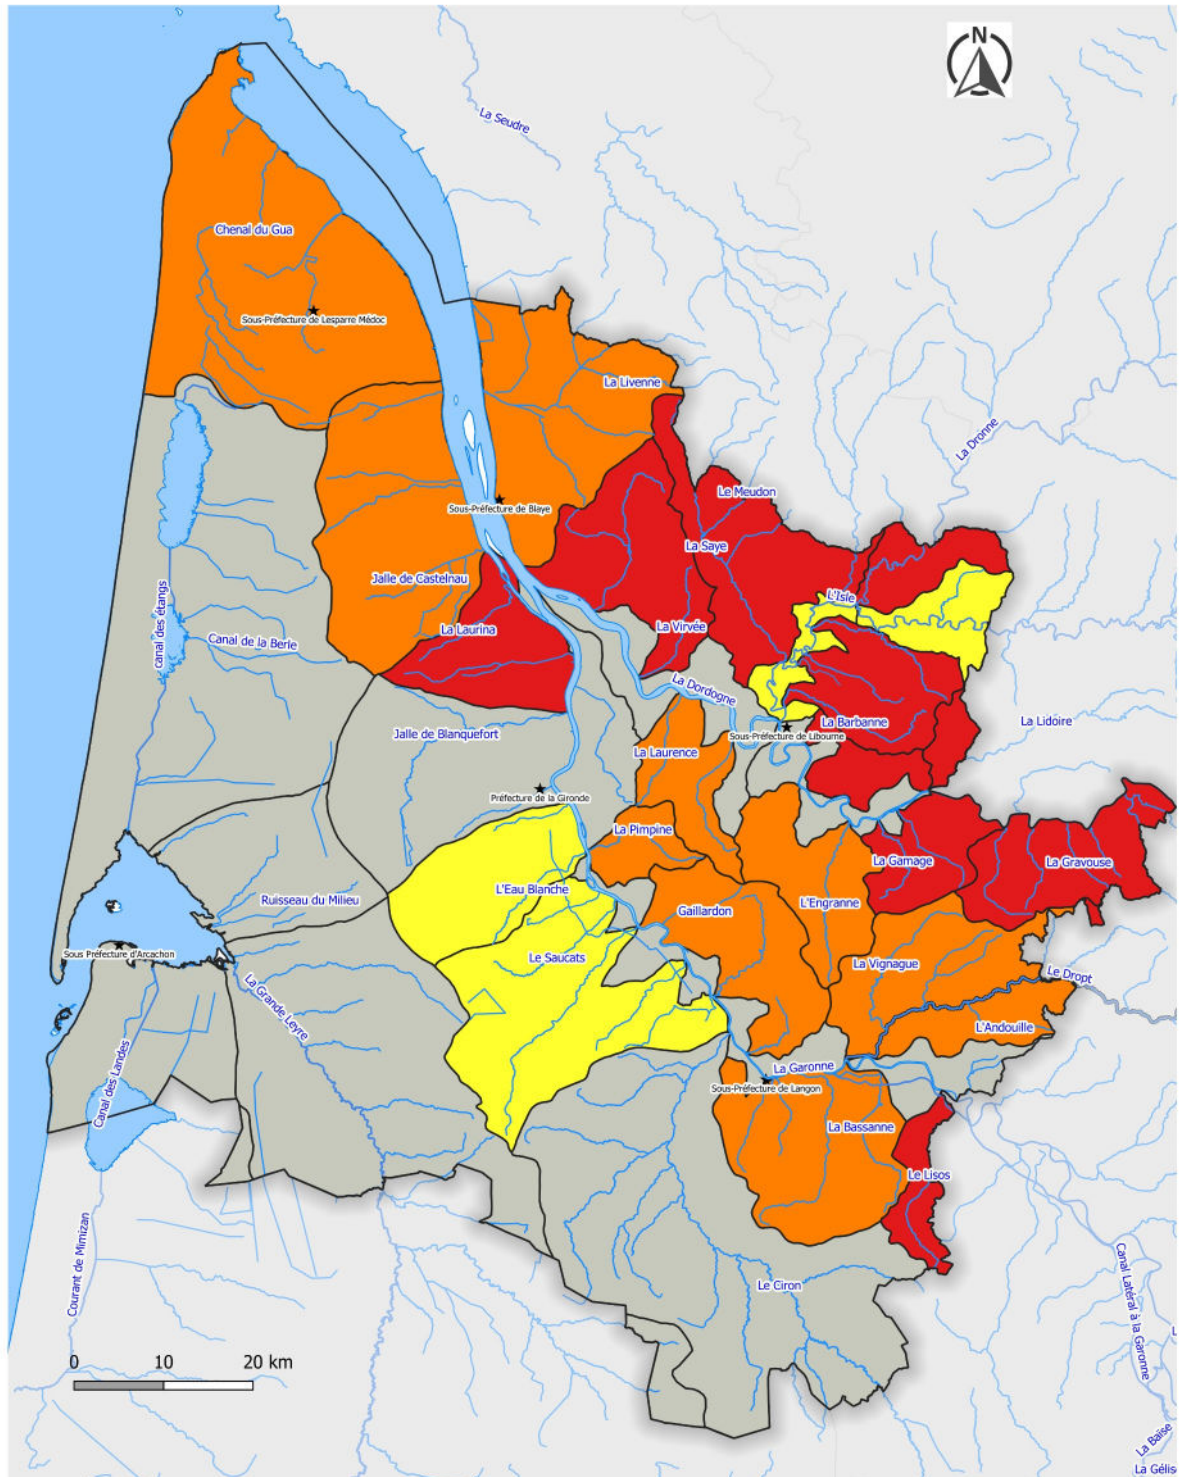 N
La Seudre
Chenal du Gua
Sous-Préfecture de Lesparre Médoc
La Livenne
La Dronne
Le Meudon
Sous-Préfecture de Blaye
La Saye
Jalle de Castelnau
L'Isle
canal des étangs
La Laurina
La Virvée
Canal de la Berle
La Dordogne
La Barbanne
La Lidoire
Jalle de Blanquefort
Sous-Préfecture de Libourne
La Laurence
Préfecture de la Gironde
La Pimpine
La Gamage
La Gravouse
L'Eau Blanche
Ruisseau du Milieu
L'Engranne
Gaillardon
Sous Préfecture d'Arcachon
Le Saucats
La Vignague
Le Dropt
La Grande Leyre
L'Andouille
Canal des Landes
La Garonne
Sous-Préfecture de Langon
La Bassanne
Le Lisos
Courant de Mimizan
Le Ciron
Canal Latéral à la Garonne
0 10 20 km
L
La Baïse
La Gélis